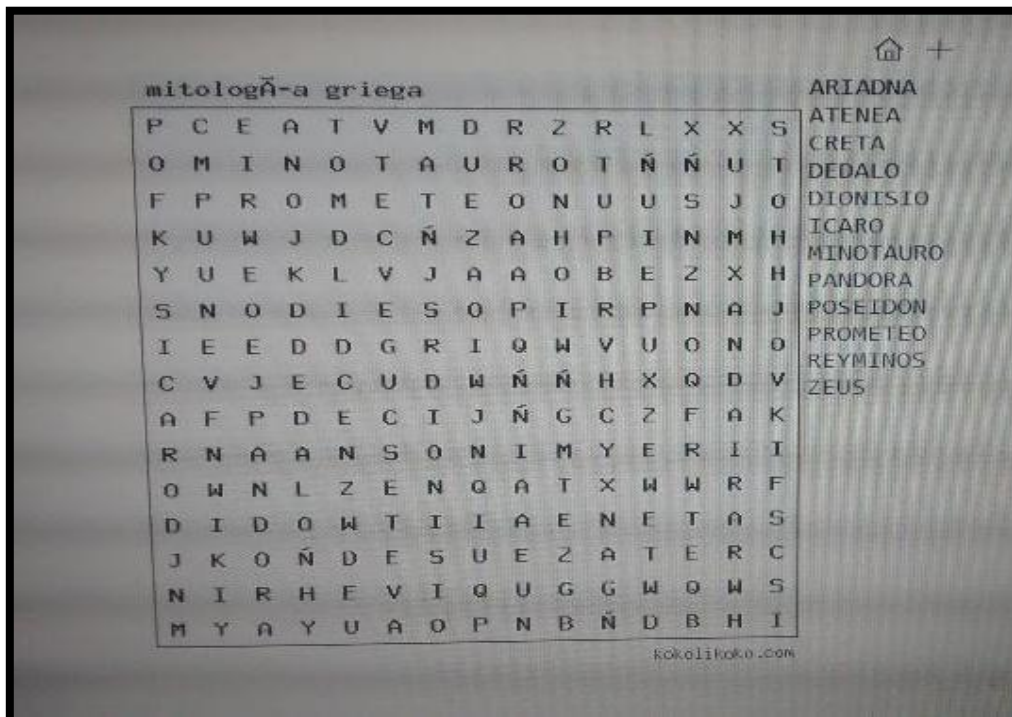 mitologÃ-a griega
P C E A T V M D R Z R L X X S
O M I N O T A U R O T Ñ Ñ U T
F P R O M E T E O N U U S J O
K U W J D C Ñ Z A H P I N M H
Y U E K L V J A A O B E Z X H
S N O D I E S O P I R P N A J
I E E D D G R I Q W V U O N O
C V J E C U D W Ñ Ñ H X Q D V
A F P D E C I J Ñ G C Z F A K
R N A A N S O N I M Y E R I I
O W N L Z E N Q A T X W W R F
D I D O W T I I A E N E T A S
J K O Ñ D E S U E Z A T E R C
N I R H E V I Q U G G W Q W S
M Y A Y U A O P N B Ñ D B H I
ARIADNA
ATENEA
CRETA
DEDALO
DIONISIO
ICARO
MINOTAURO
PANDORA
POSEIDON
PROMETEO
REYMINOS
ZEUS
kokolikoko.com